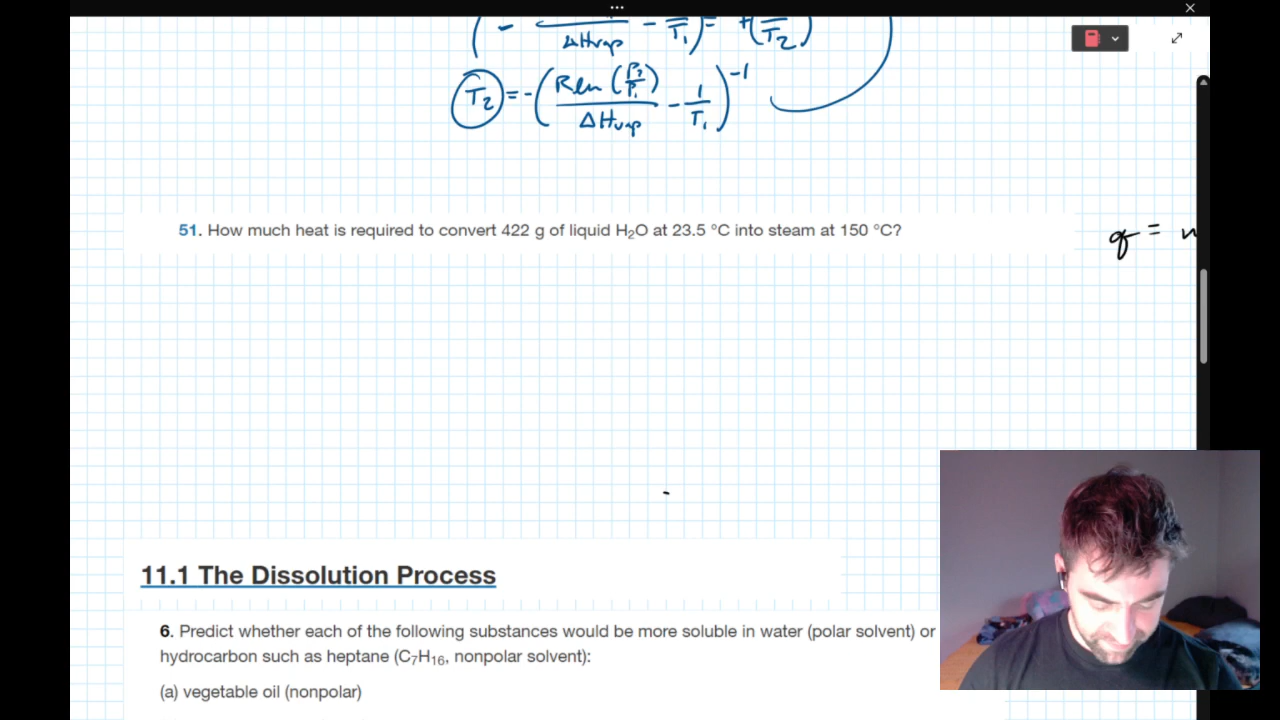 - ΔHvap - T₁ ) = +( T₂ )
T₂ = - ( R ln ( P₂ / P₁ ) / ΔHvap - 1 / T₁ )⁻¹
51. How much heat is required to convert 422 g of liquid H₂O at 23.5 °C into steam at 150 °C?
q =
11.1 The Dissolution Process
6. Predict whether each of the following substances would be more soluble in water (polar solvent) or
hydrocarbon such as heptane (C₇H₁₆, nonpolar solvent):
(a) vegetable oil (nonpolar)